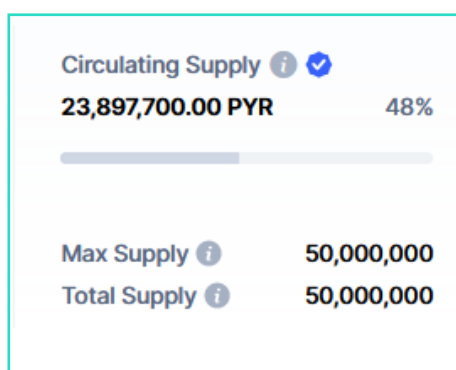 Circulating Supply
23,897,700.00 PYR 48%
Max Supply 50,000,000
Total Supply 50,000,000